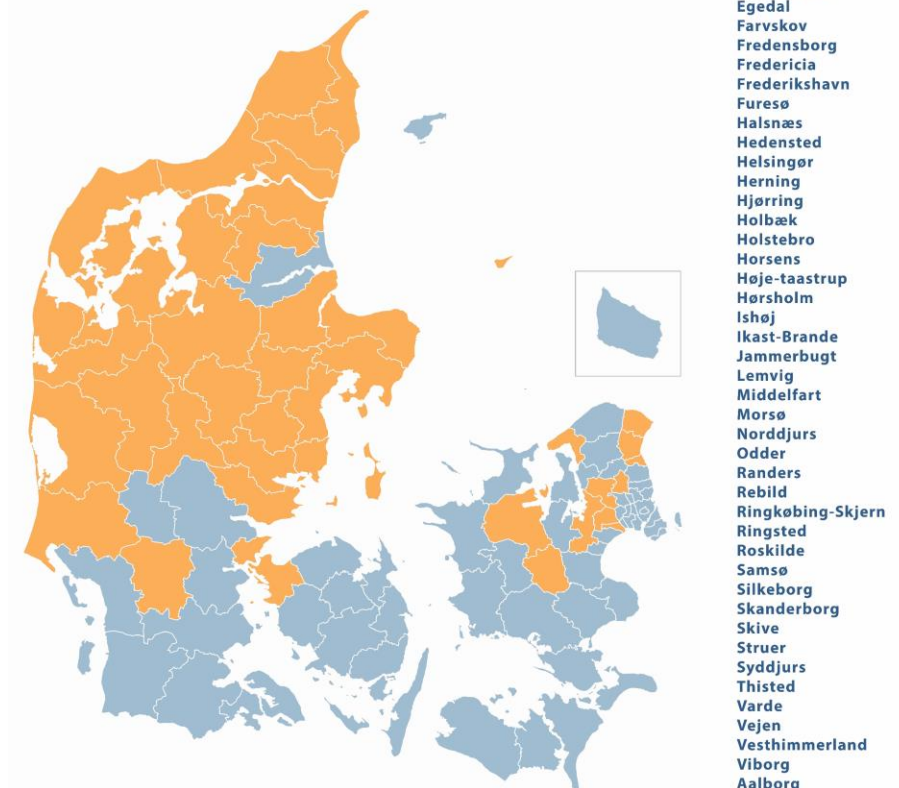 Egedal
Farvskov
Fredensborg
Fredericia
Frederikshavn
Furesø
Halsnæs
Hedensted
Helsingør
Herning
Hjørring
Holbæk
Holstebro
Horsens
Høje-taastrup
Hørsholm
Ishøj
Ikast-Brande
Jammerbugt
Lemvig
Middelfart
Morsø
Norddjurs
Odder
Randers
Rebild
Ringkøbing-Skjern
Ringsted
Roskilde
Samsø
Silkeborg
Skanderborg
Skive
Struer
Syddjurs
Thisted
Varde
Vejen
Vesthimmerland
Viborg
Aalborg